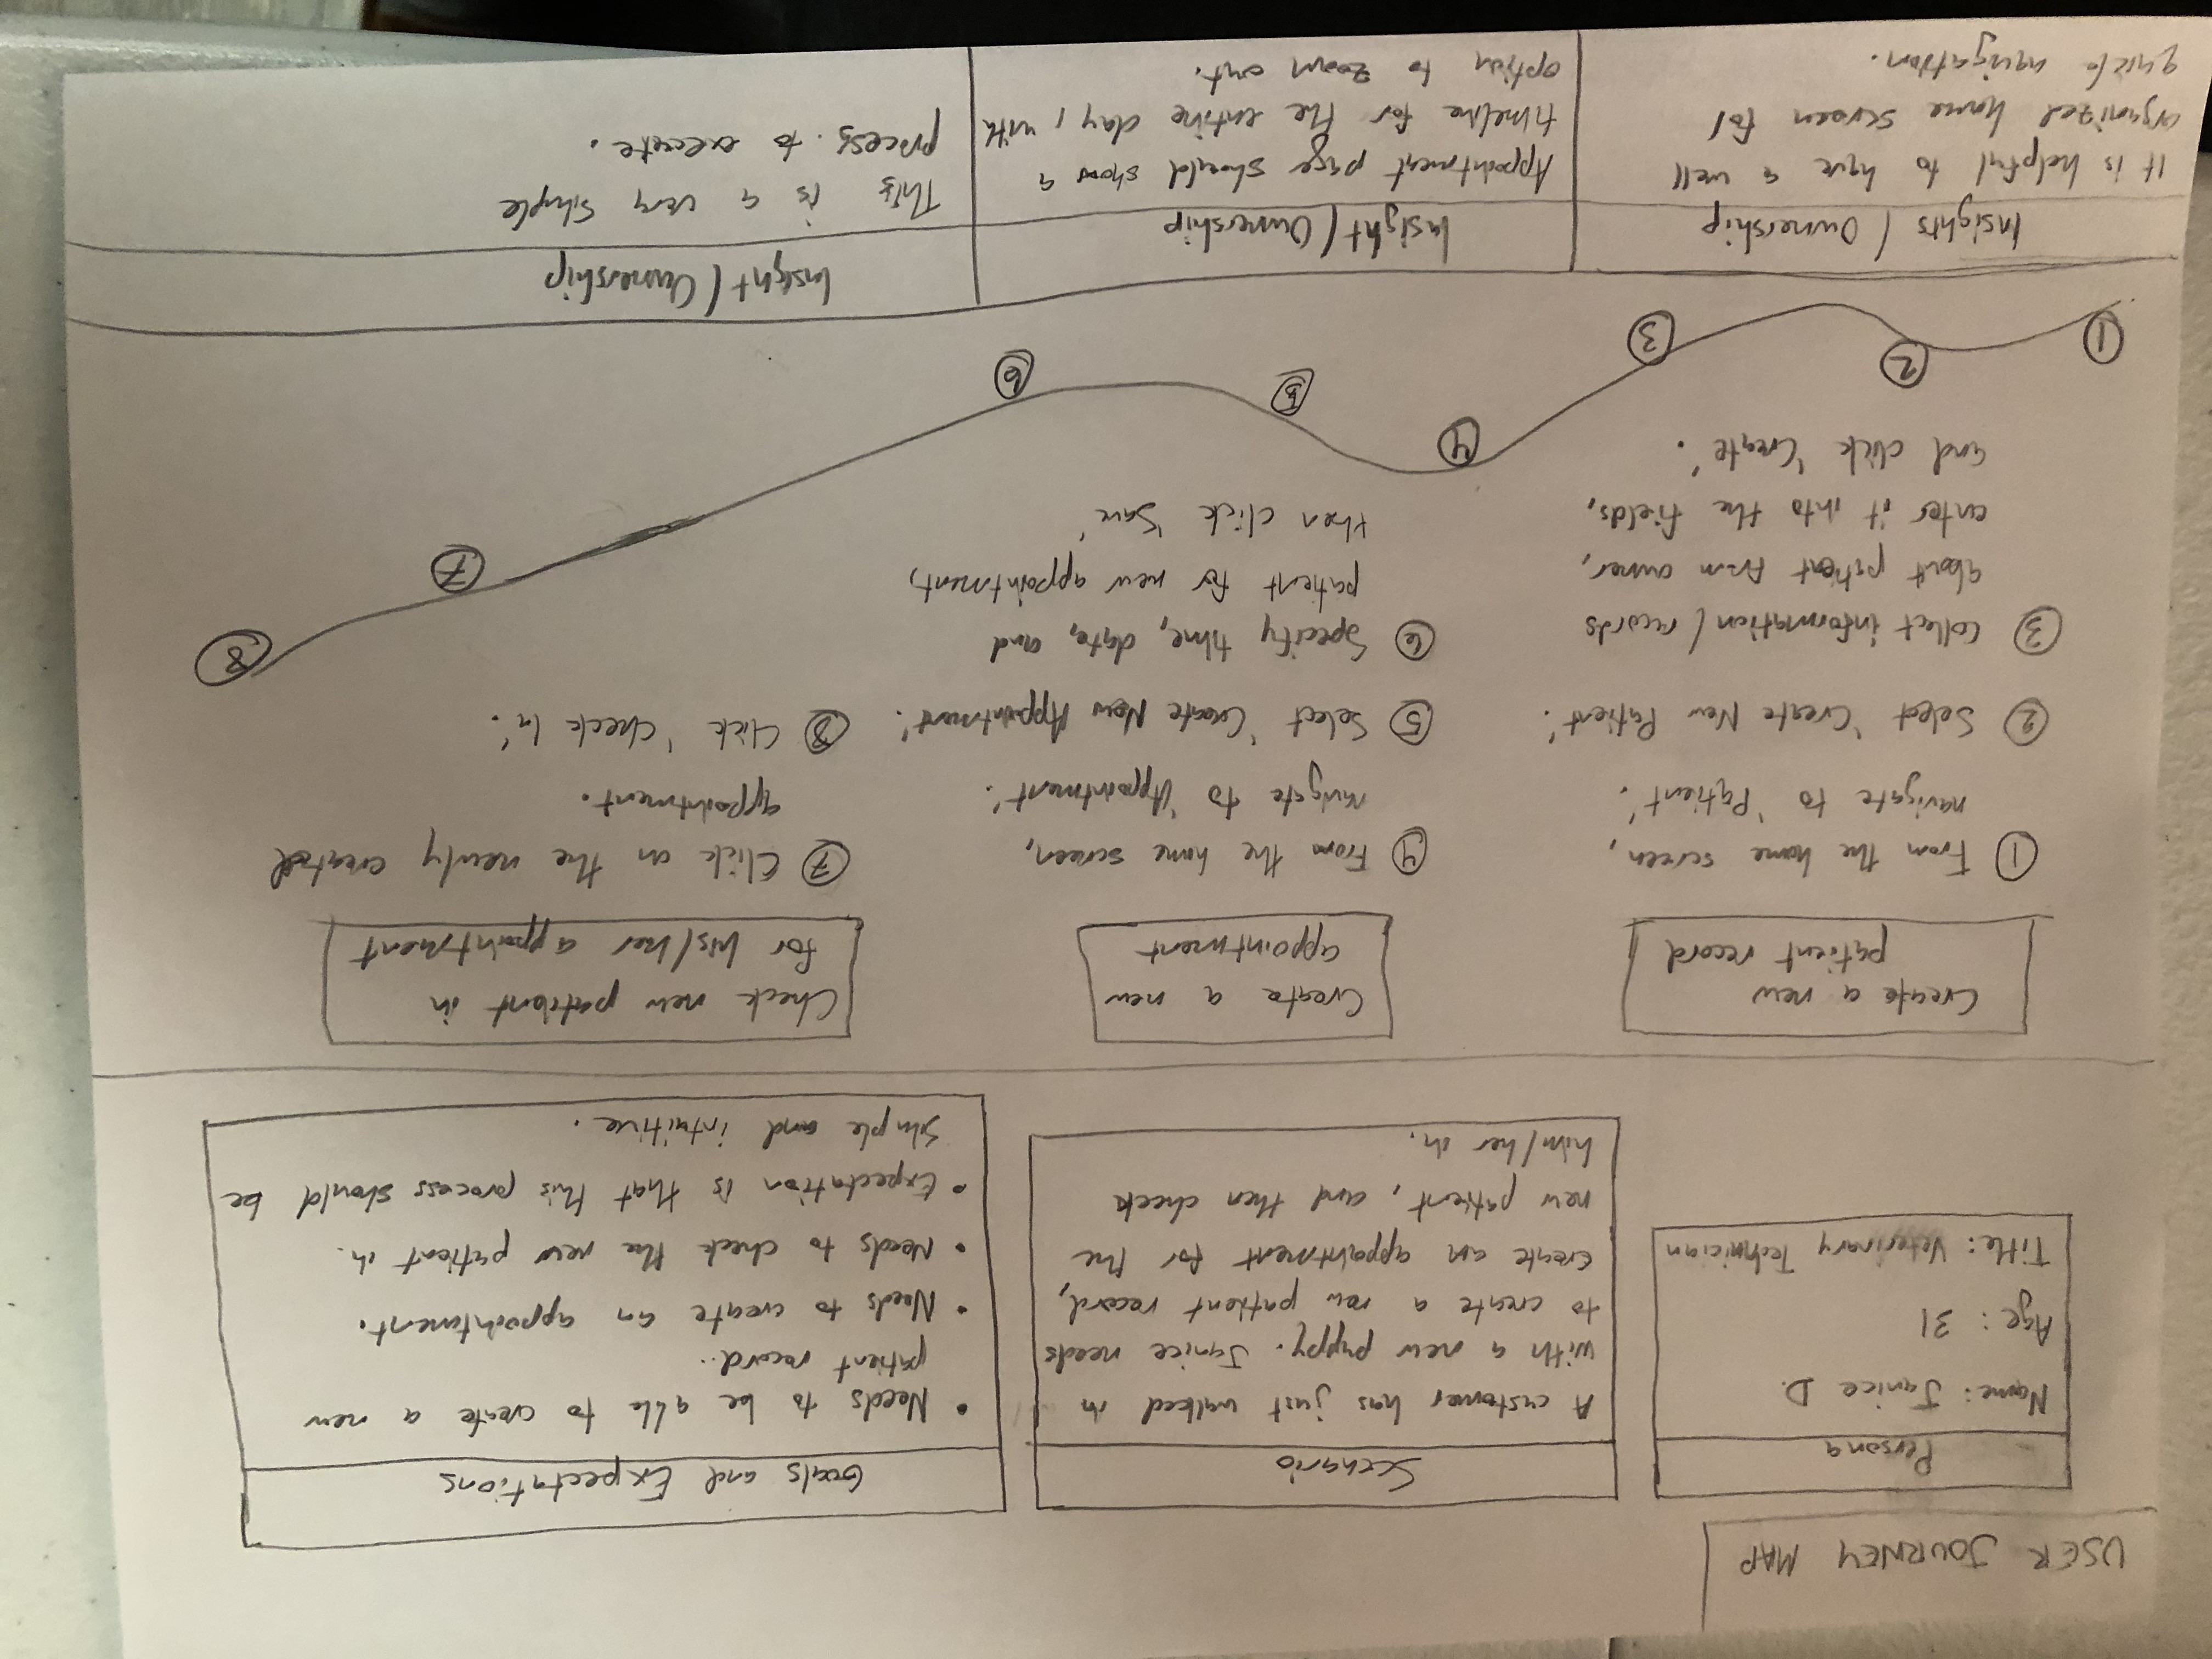 USER JOURNEY MAP
Persona
Name: Janice D.
Age: 31
Title: Veterinary Technician
Scenario
A customer has just walked in
with a new puppy. Janice needs
to create a new patient record,
create an appointment for the
new patient, and then check
him/her in.
Goals and Expectations
• Needs to be able to create a new
patient record..
• Needs to create an appointment.
• Needs to check the new patient in.
• Expectation is that this process should be
simple and intuitive.
Create a new
patient record
① From the home screen,
navigate to 'Patient'.
② Select 'Create New Patient'.
③ Collect information/records
about patient from owner,
enter it into the fields,
and click 'Create'.
Create a new
appointment
④ From the home screen,
navigate to 'Appointment'.
⑤ Select 'Create New Appointment'.
⑥ Specify time, date, and
patient for new appointment,
then click 'Save'
Check new patient in
for his/her appointment
⑦ Click on the newly created
appointment.
⑧ Click 'Check In'.
① ② ③ ④ ⑤ ⑥ ⑦ ⑧
Insights / Ownership
It is helpful to have a well
organized home screen for
quick navigation.
Insight / Ownership
Appointment page should show a
timeline for the entire day, with
option to zoom out.
Insight / Ownership
This is a very simple
process to execute.